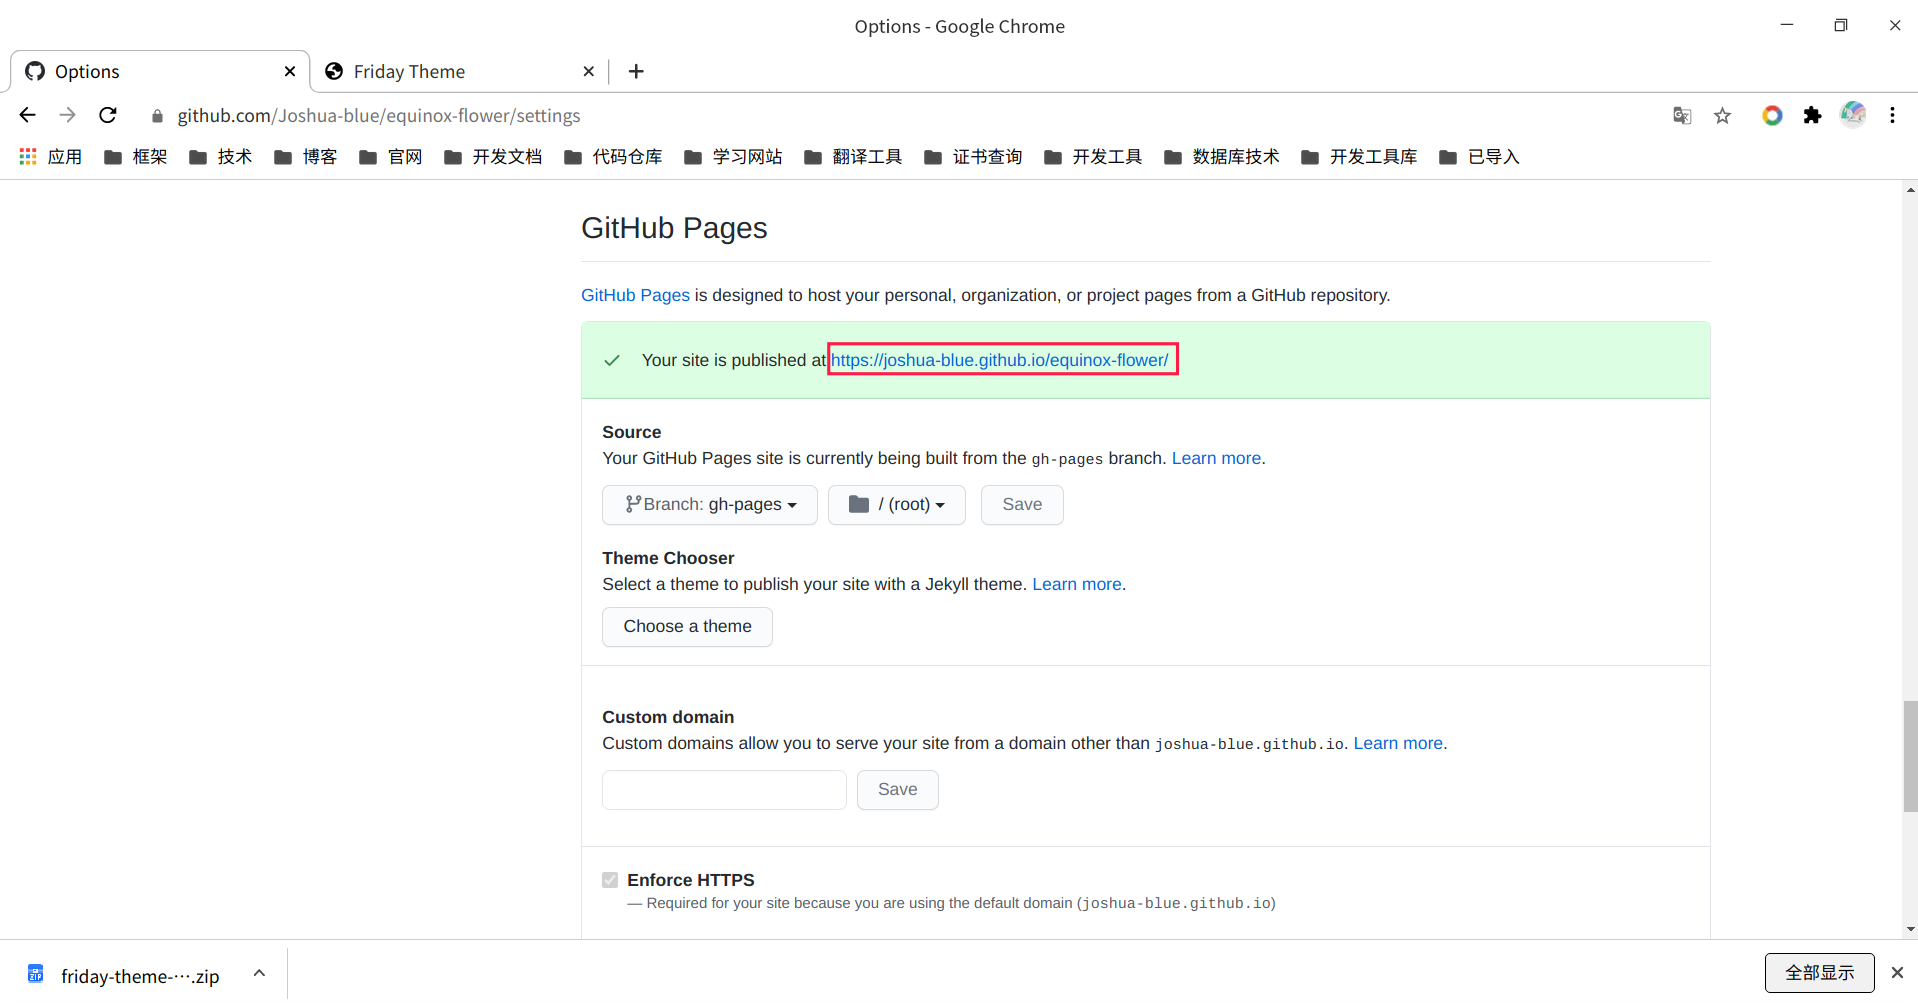 Options - Google Chrome
Options
Friday Theme
github.com/Joshua-blue/equinox-flower/settings
应用 框架 技术 博客 官网 开发文档 代码仓库 学习网站 翻译工具 证书查询 开发工具 数据库技术 开发工具库 已导入
GitHub Pages
GitHub Pages is designed to host your personal, organization, or project pages from a GitHub repository.
Your site is published at https://joshua-blue.github.io/equinox-flower/
Source
Your GitHub Pages site is currently being built from the gh-pages branch. Learn more.
Branch: gh-pages / (root) Save
Theme Chooser
Select a theme to publish your site with a Jekyll theme. Learn more.
Choose a theme
Custom domain
Custom domains allow you to serve your site from a domain other than joshua-blue.github.io. Learn more.
Save
Enforce HTTPS
— Required for your site because you are using the default domain (joshua-blue.github.io)
friday-theme-….zip
全部显示